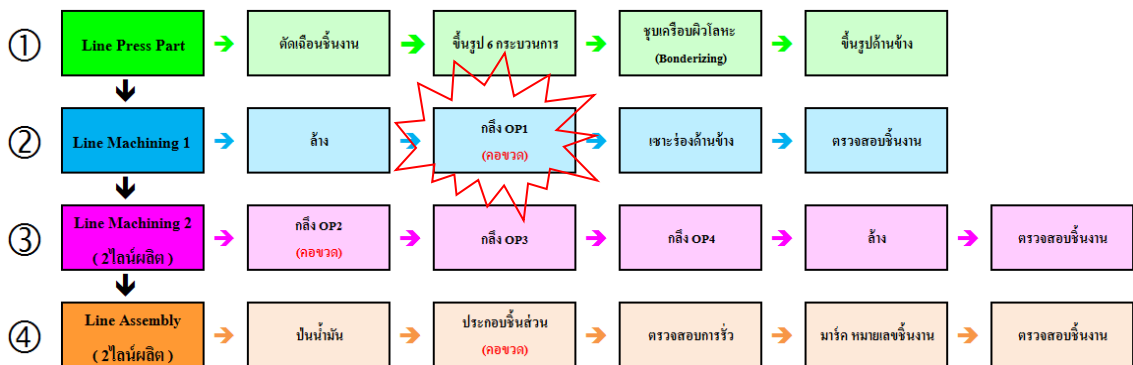 ① Line Press Part
ตัดเฉือนชิ้นงาน
ขึ้นรูป 6 กระบวนการ
ชุบเครือบผิวโลหะ
(Bonderizing)
ขึ้นรูปด้านข้าง
② Line Machining 1
ล้าง
กลึง OP1
(คอขวด)
เซาะร่องด้านข้าง
ตรวจสอบชิ้นงาน
③ Line Machining 2
( 2ไลน์ผลิต )
กลึง OP2
(คอขวด)
กลึง OP3
กลึง OP4
ล้าง
ตรวจสอบชิ้นงาน
④ Line Assembly
( 2ไลน์ผลิต )
ป่นน้ำมัน
ประกอบชิ้นส่วน
(คอขวด)
ตรวจสอบการรั่ว
มาร์ค หมายเลขชิ้นงาน
ตรวจสอบชิ้นงาน